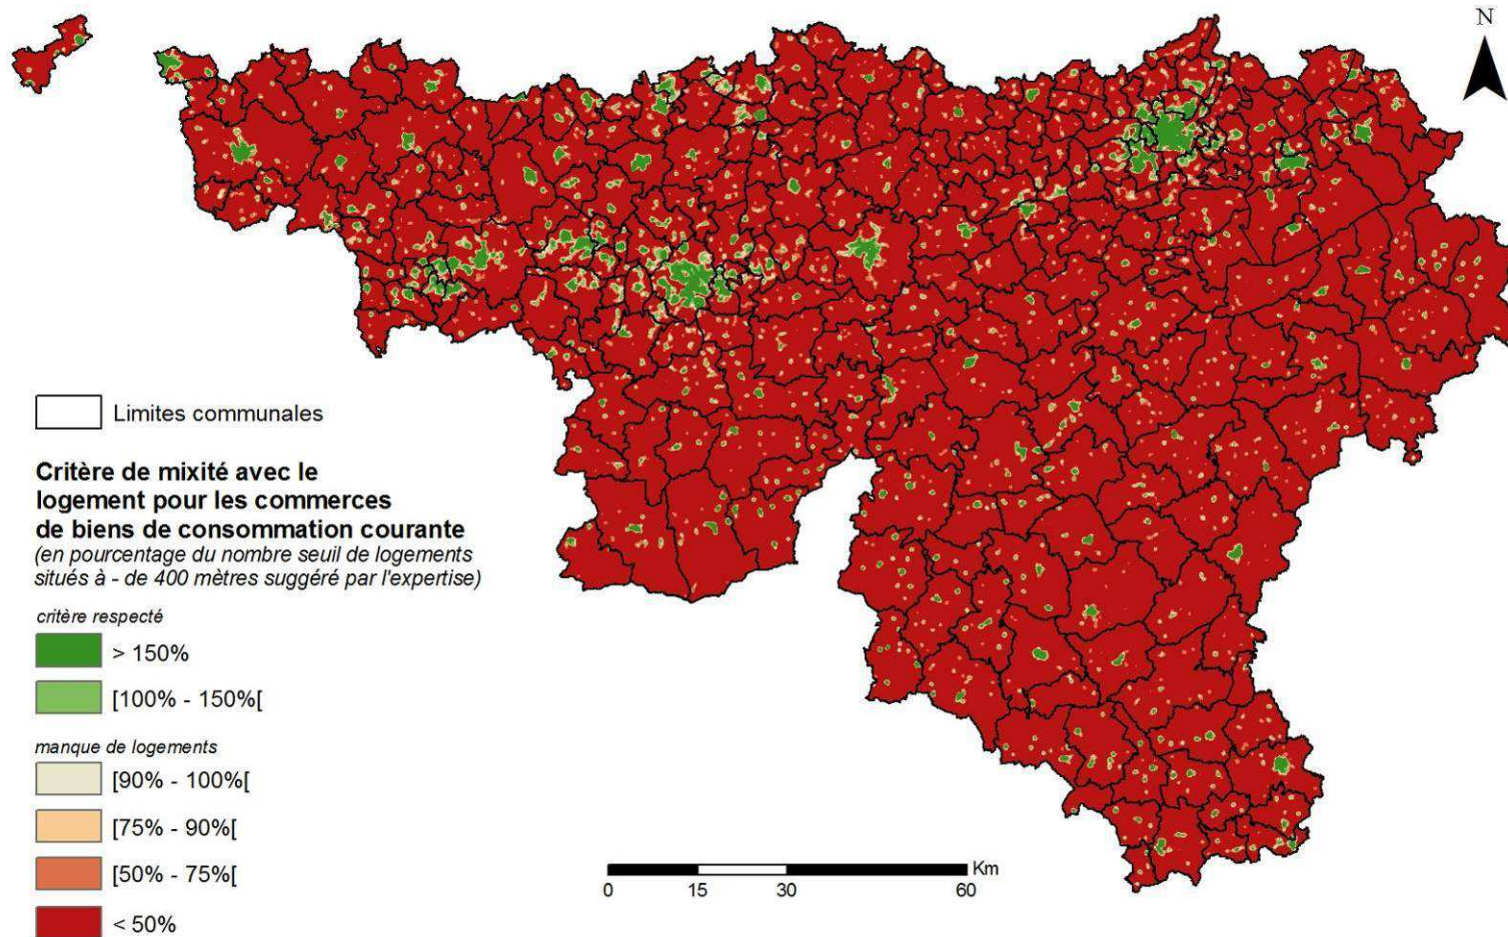 N
Limites communales
Critère de mixité avec le
logement pour les commerces
de biens de consommation courante
(en pourcentage du nombre seuil de logements
situés à - de 400 mètres suggéré par l'expertise)
critère respecté
> 150%
[100% - 150%[
manque de logements
[90% - 100%[
[75% - 90%[
[50% - 75%[
< 50%
Km
0 15 30 60